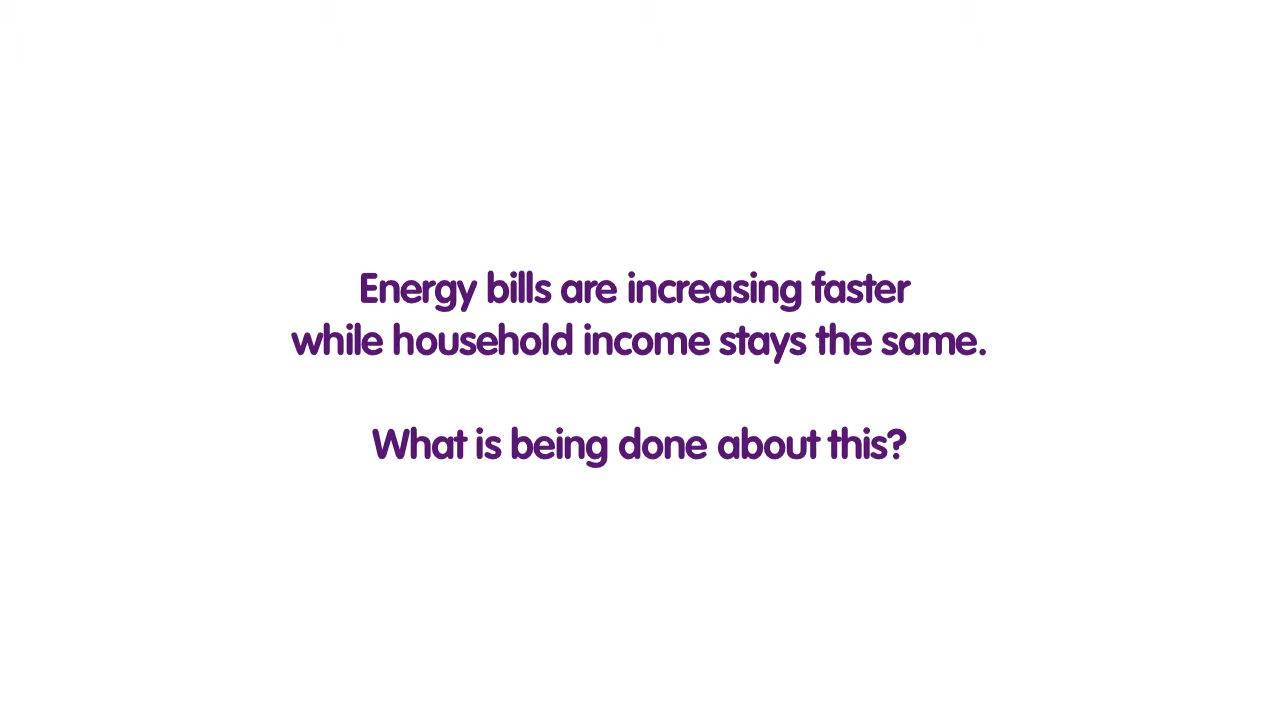 Energy bills are increasing faster
while household income stays the same.
What is being done about this?